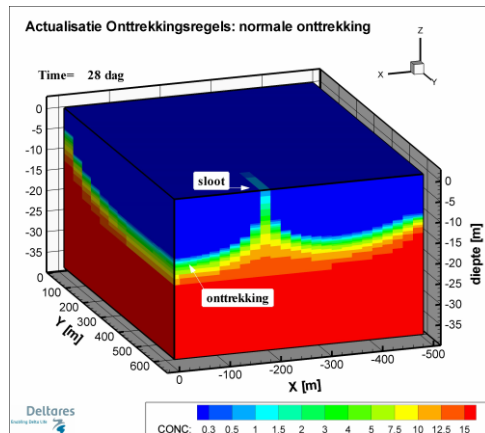 Actualisatie Onttrekkingsregels: normale onttrekking
Time= 28 dag
Z
X
Y
0
-5
-10
-15
-20
-25
-30
-35
sloot
onttrekking
0
-5
-10
-15
-20
-25
-30
-35
diepte [m]
0
100
200
300
400
500
600
Y [m]
0
-100
-200
-300
-400
-500
X [m]
Deltares
Enabling Delta Life
CONC: 0.3 0.5 1 1.5 2 2.5 5 7.5 10 12.5 15